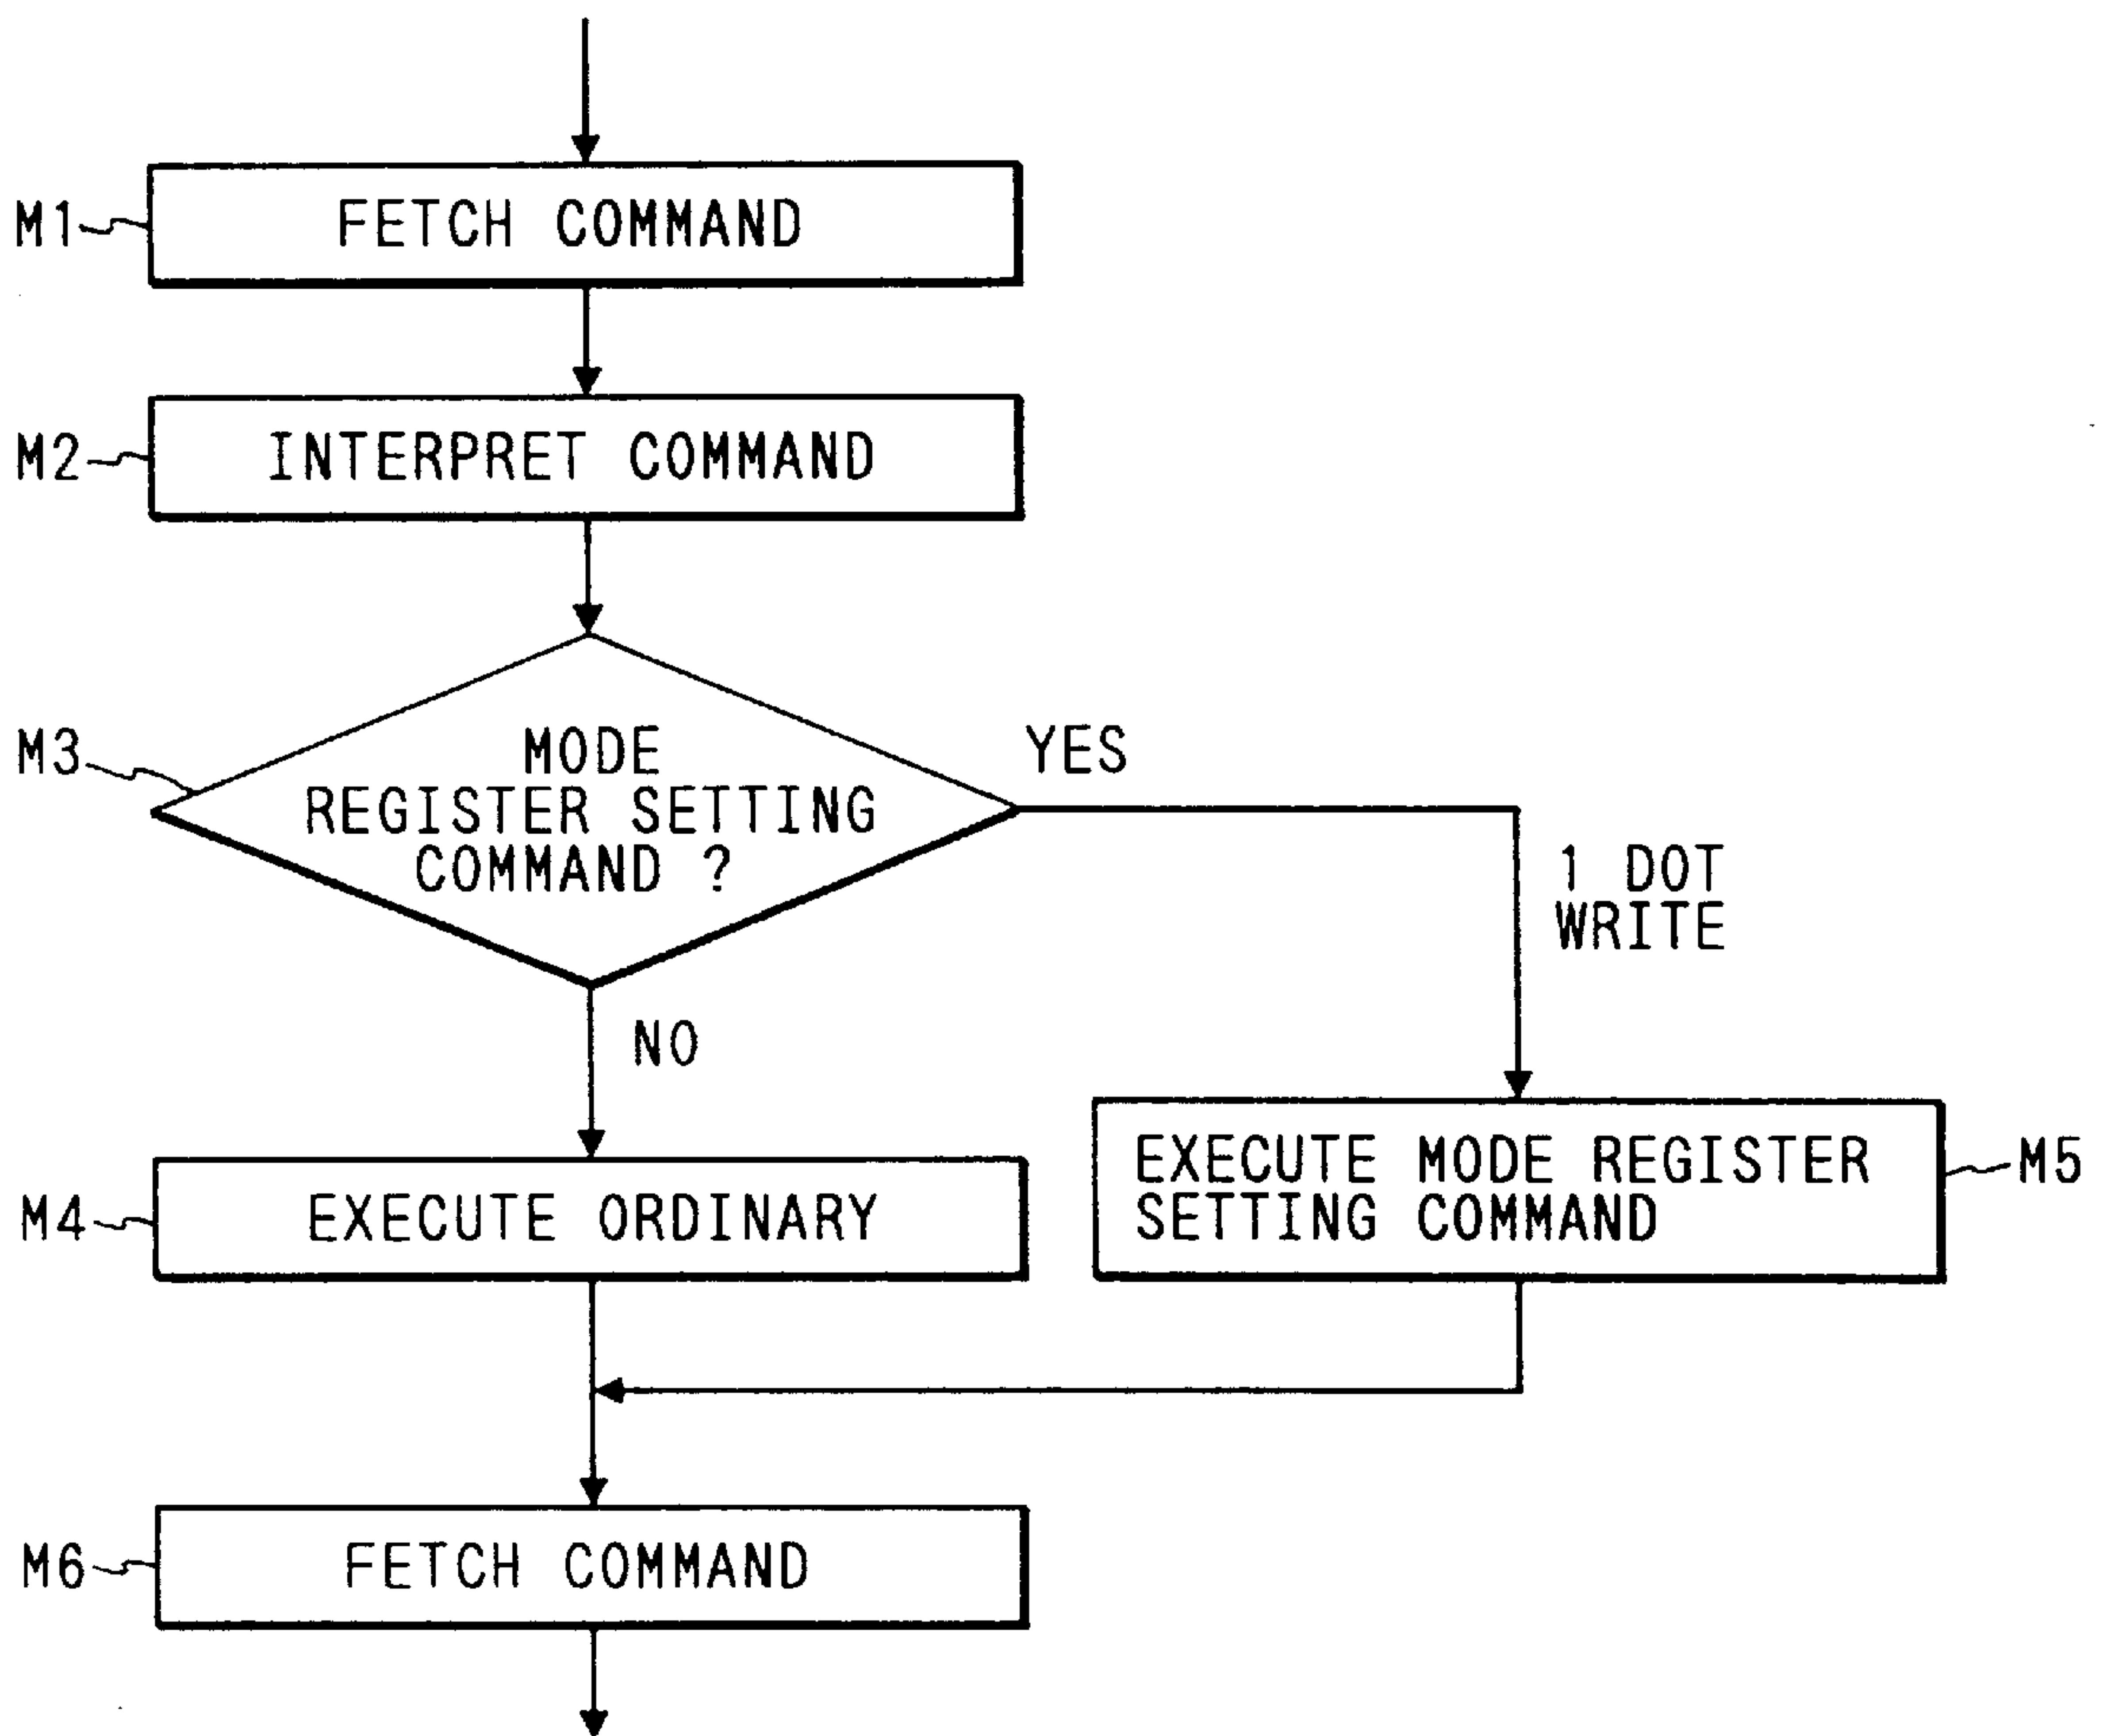 M1
FETCH COMMAND
M2
INTERPRET COMMAND
M3
MODE
REGISTER SETTING
COMMAND ?
YES
1 DOT
WRITE
NO
M4
EXECUTE ORDINARY
EXECUTE MODE REGISTER
SETTING COMMAND
M5
M6
FETCH COMMAND